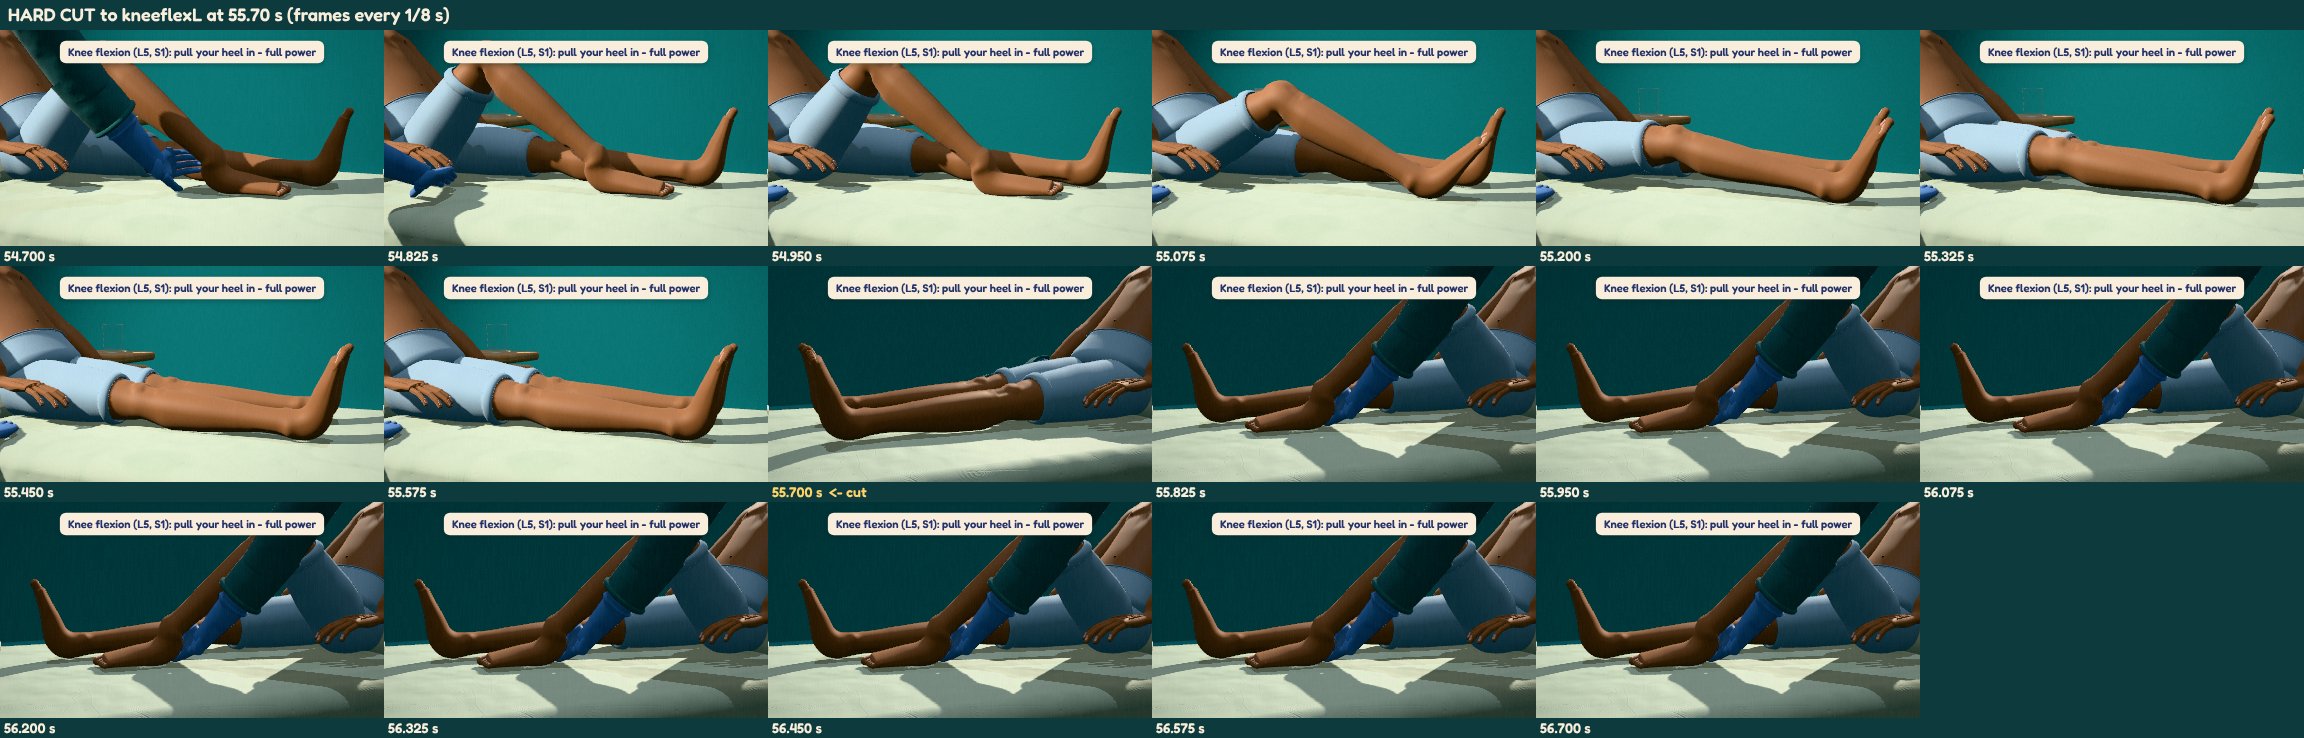 HARD CUT to kneeflexL at 55.70 s (frames every 1/8 s)
Knee flexion (L5, S1): pull your heel in - full power
Knee flexion (L5, S1): pull your heel in - full power
Knee flexion (L5, S1): pull your heel in - full power
Knee flexion (L5, S1): pull your heel in - full power
Knee flexion (L5, S1): pull your heel in - full power
Knee flexion (L5, S1): pull your heel in - full power
54.700 s
54.825 s
54.950 s
55.075 s
55.200 s
55.325 s
Knee flexion (L5, S1): pull your heel in - full power
Knee flexion (L5, S1): pull your heel in - full power
Knee flexion (L5, S1): pull your heel in - full power
Knee flexion (L5, S1): pull your heel in - full power
Knee flexion (L5, S1): pull your heel in - full power
Knee flexion (L5, S1): pull your heel in - full power
55.450 s
55.575 s
55.700 s <- cut
55.825 s
55.950 s
56.075 s
Knee flexion (L5, S1): pull your heel in - full power
Knee flexion (L5, S1): pull your heel in - full power
Knee flexion (L5, S1): pull your heel in - full power
Knee flexion (L5, S1): pull your heel in - full power
Knee flexion (L5, S1): pull your heel in - full power
56.200 s
56.325 s
56.450 s
56.575 s
56.700 s